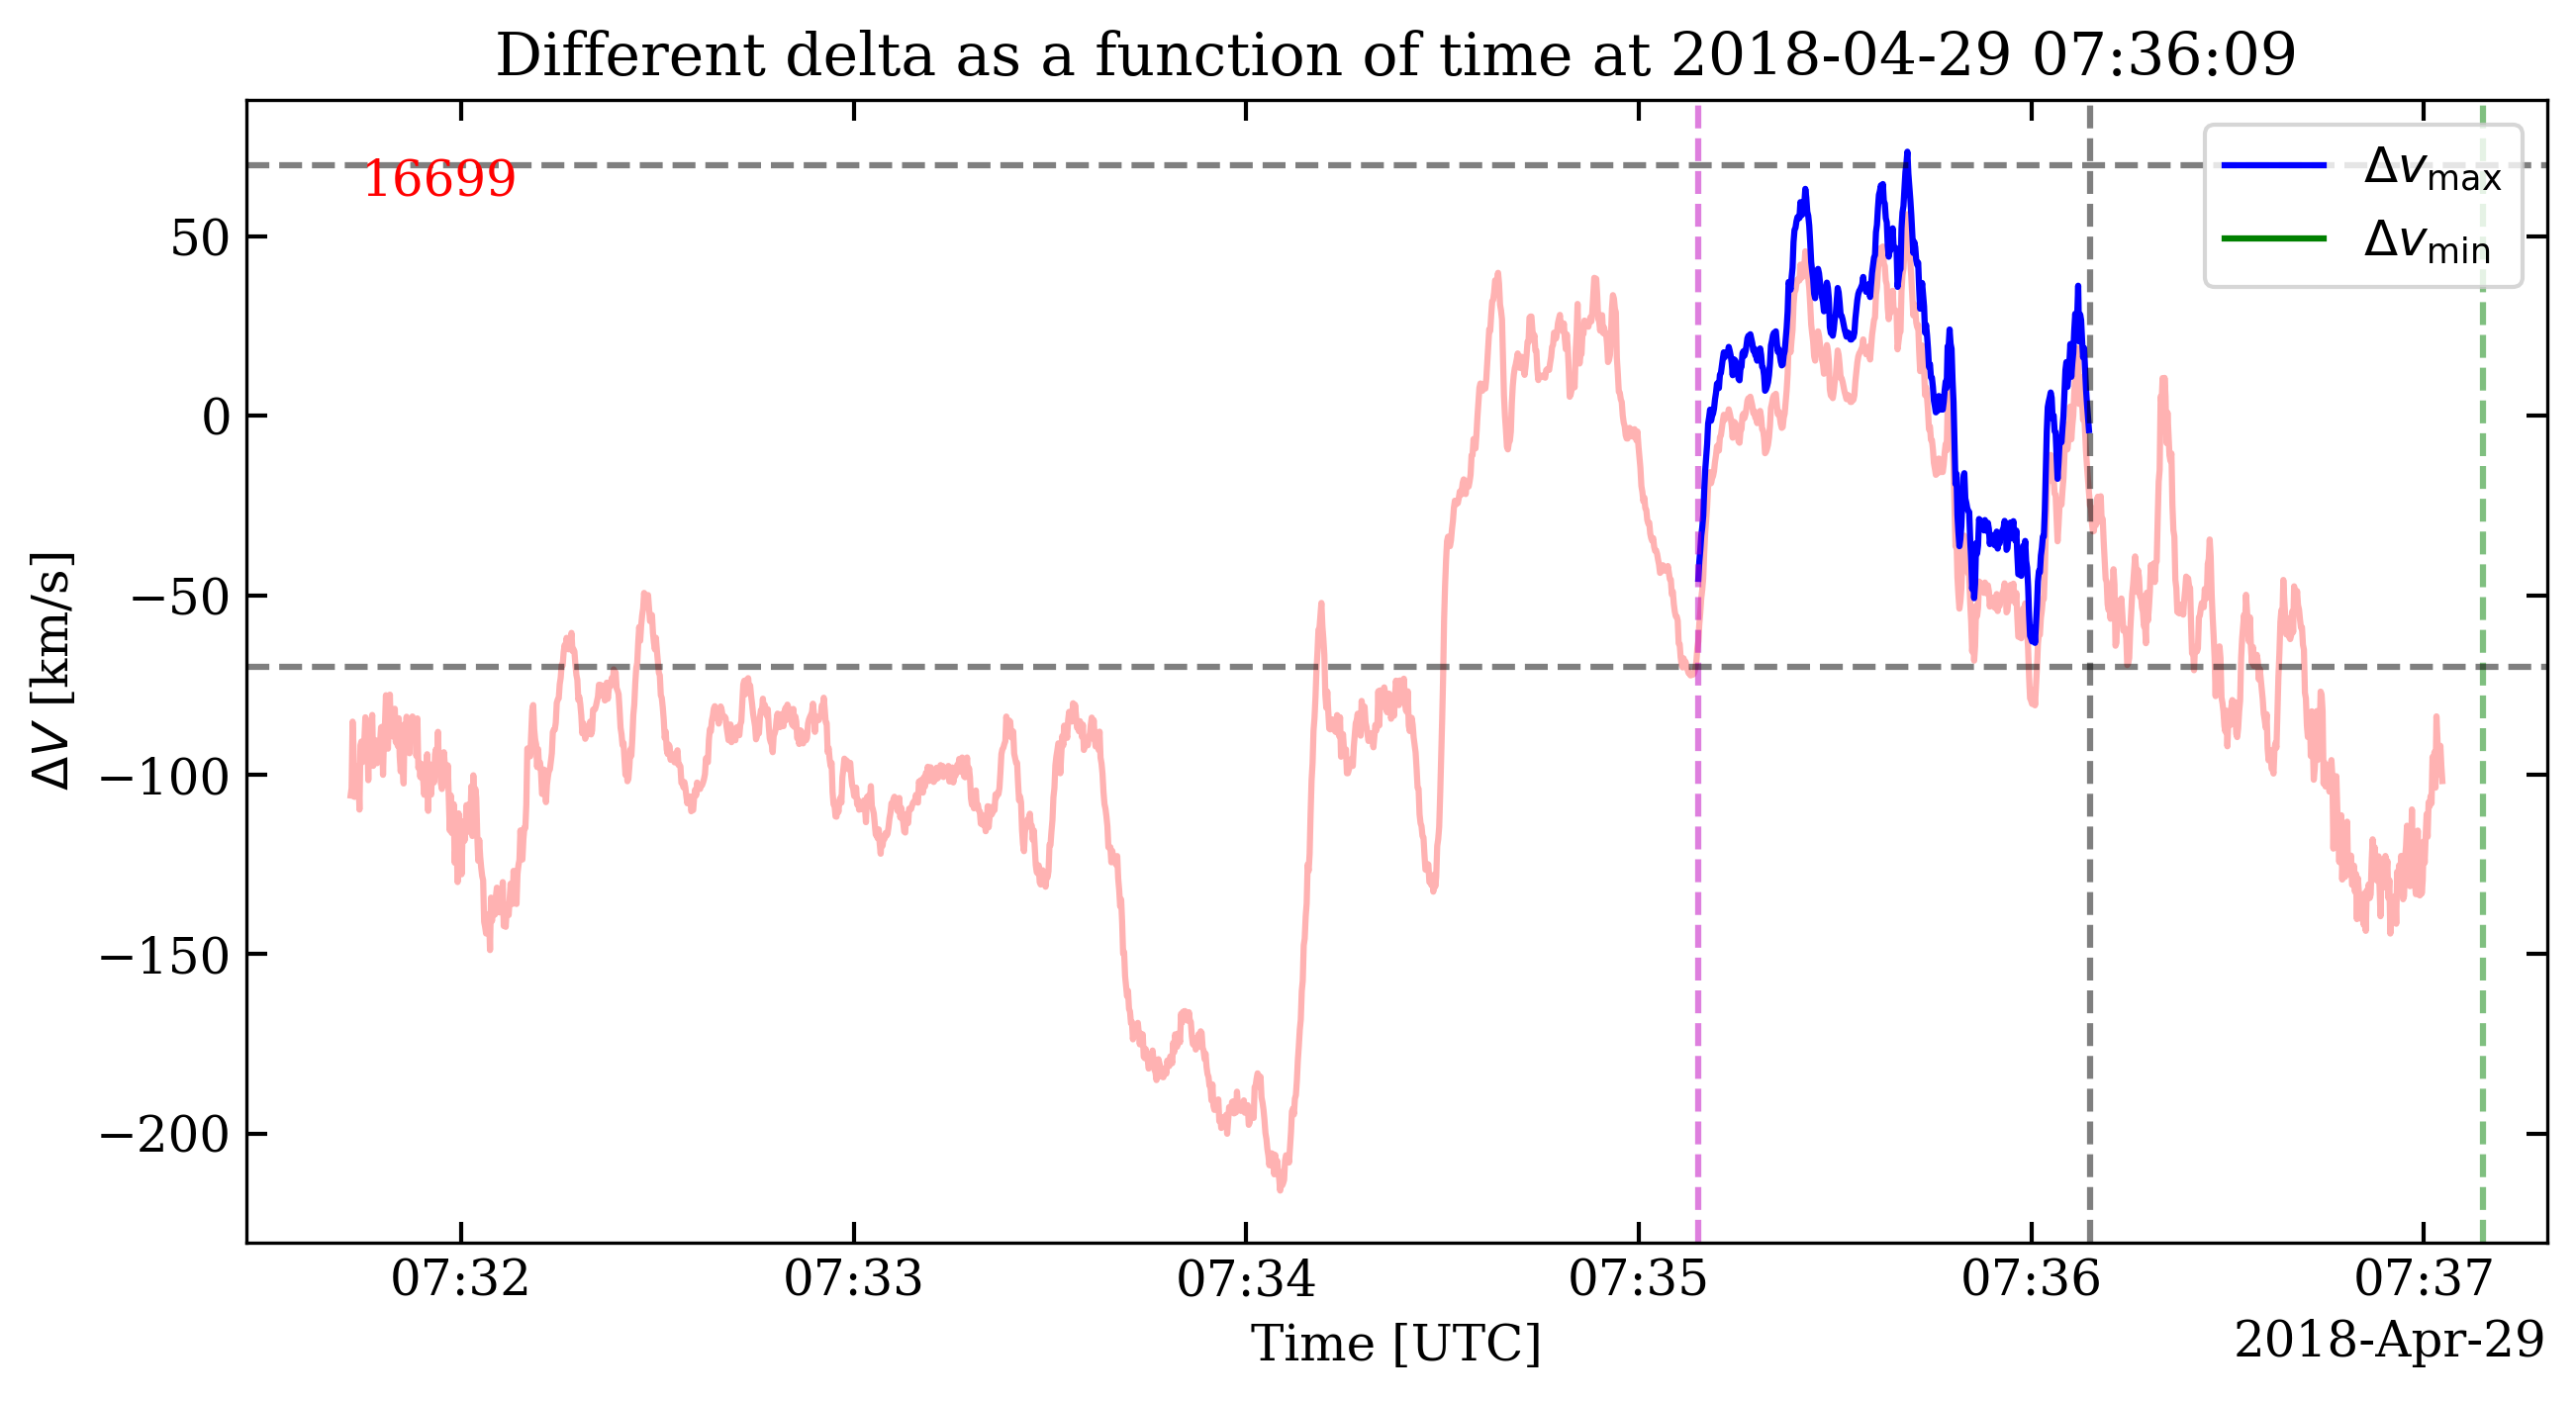 Different delta as a function of time at 2018-04-29 07:36:09
16699
Δv_max
Δv_min
50
0
−50
−100
−150
−200
ΔV [km/s]
07:32 07:33 07:34 07:35 07:36 07:37
Time [UTC]
2018-Apr-29